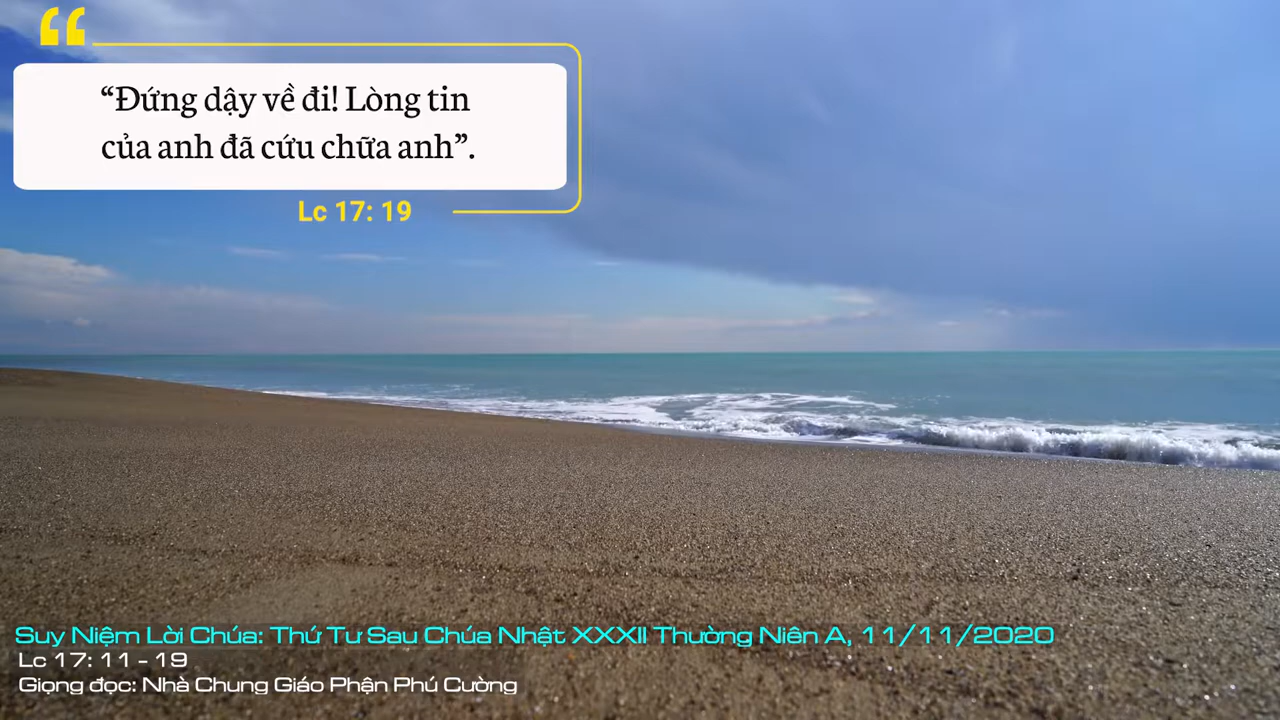 “Đứng dậy về đi! Lòng tin
của anh đã cứu chữa anh”.
Lc 17: 19
Suy Niệm Lời Chúa: Thứ Tư Sau Chúa Nhật XXXII Thường Niên A, 11/11/2020
Lc 17: 11 - 19
Giọng đọc: Nhà Chung Giáo Phận Phú Cường